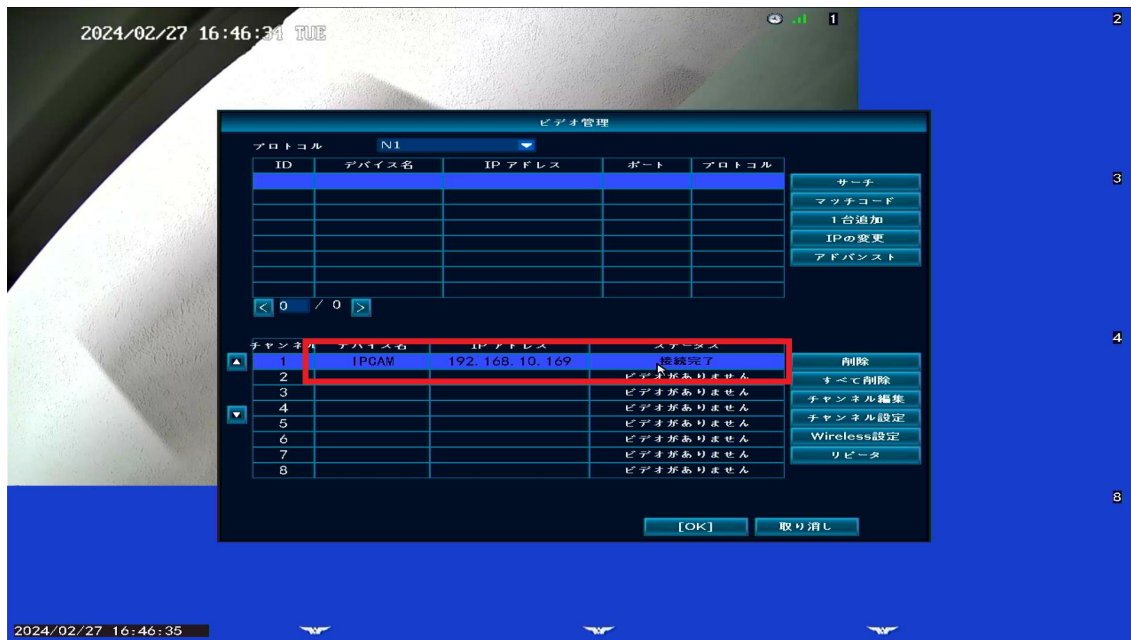 2024/02/27 16:46:34 TUE
1
2
ビデオ管理
プロトコル N1
ID デバイス名 IP アドレス ポート プロトコル
サーチ
3
マッチコード
1 台追加
IPの変更
アドバンスト
0 / 0
4
チャンネル デバイス名 IP アドレス ステータス
1 IPCAM 192.168.10.169 接続完了 削除
2 ビデオがありません すべて削除
3 ビデオがありません チャンネル編集
4 ビデオがありません チャンネル設定
5 ビデオがありません
6 ビデオがありません Wireless設定
7 ビデオがありません リピータ
8 ビデオがありません
8
[OK] 取り消し
2024/02/27 16:46:35